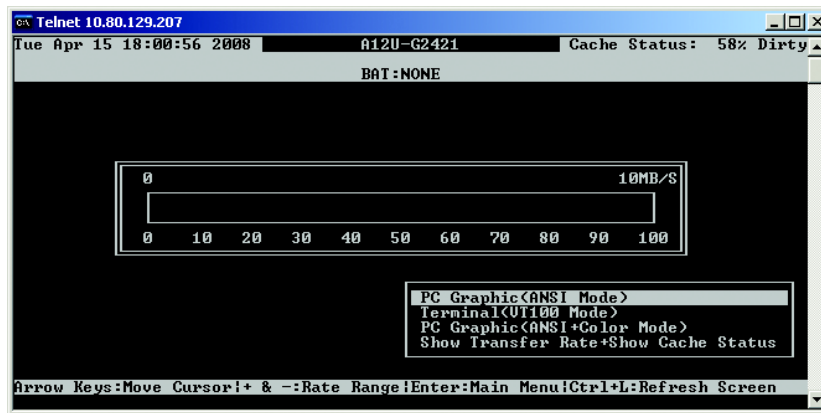 Telnet 10.80.129.207
Tue Apr 15 18:00:56 2008 A12U-G2421 Cache Status: 58% Dirty
BAT:NONE
0 10MB/S
0 10 20 30 40 50 60 70 80 90 100
PC Graphic(ANSI Mode)
Terminal(VT100 Mode)
PC Graphic(ANSI+Color Mode)
Show Transfer Rate+Show Cache Status
Arrow Keys:Move Cursor|+ & -:Rate Range|Enter:Main Menu|Ctrl+L:Refresh Screen